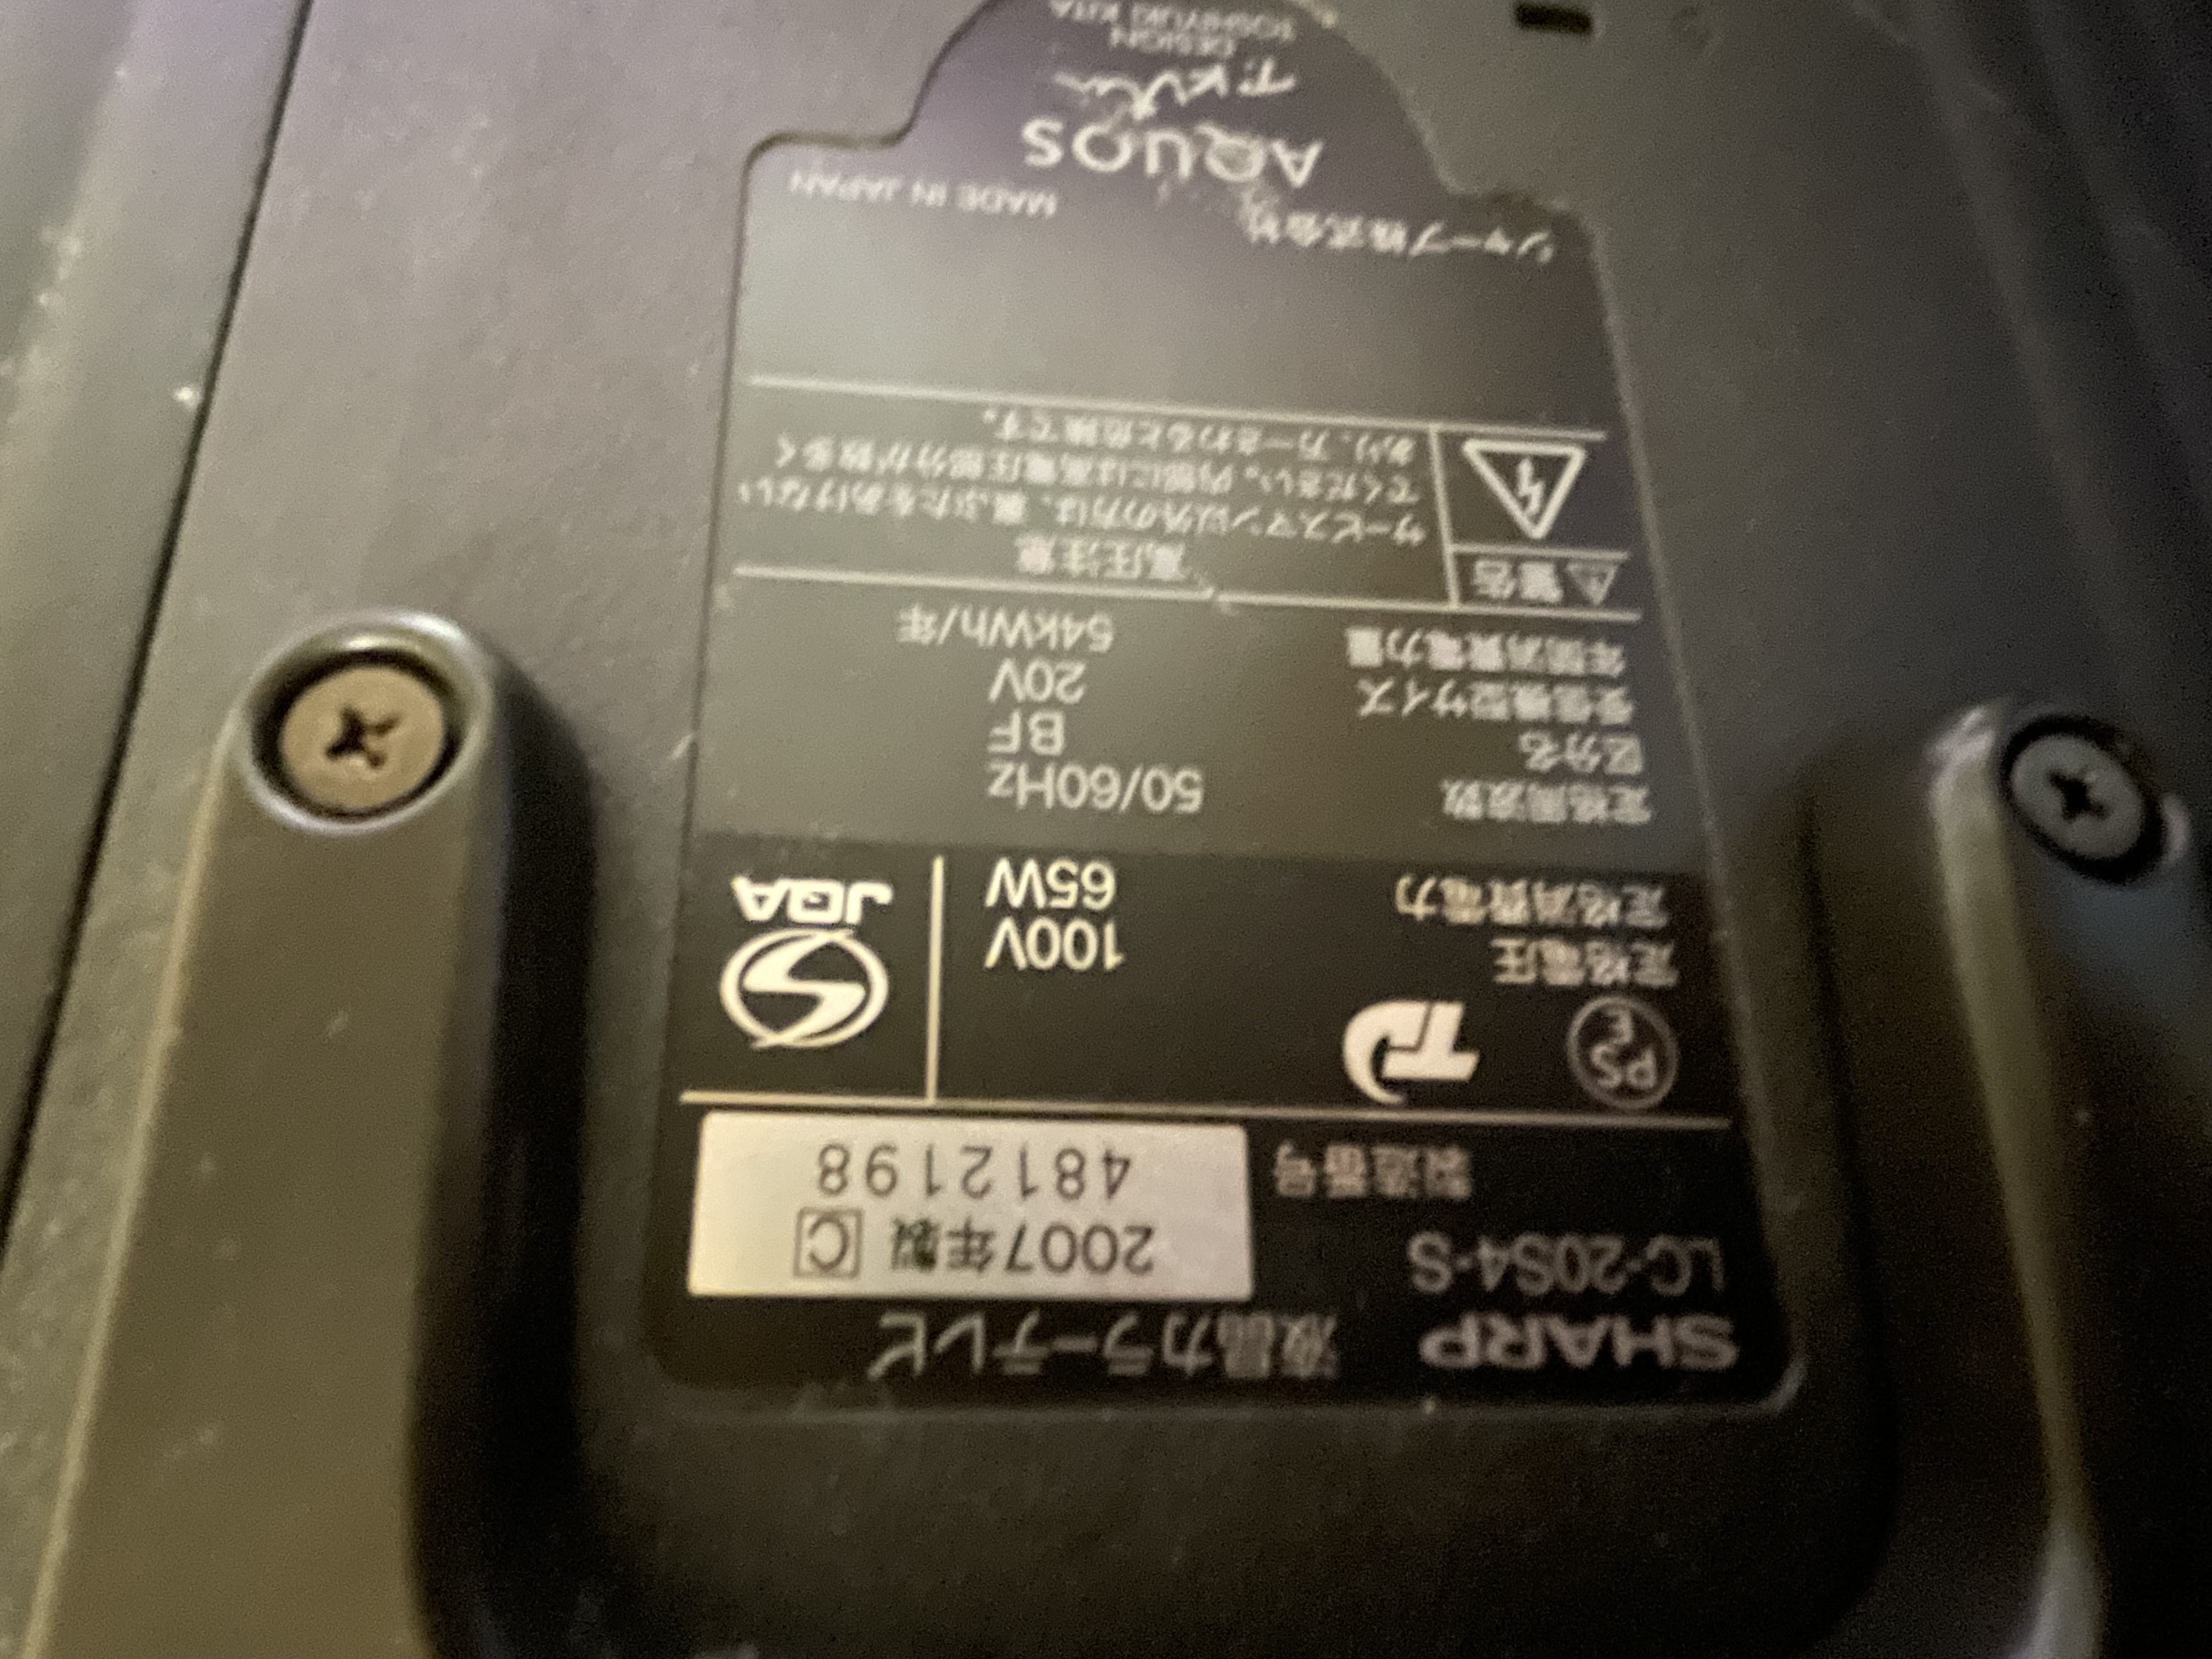 SHARP 液晶カラーテレビ
LC-20S4-S
2007年製 C
製造番号 4812198
PS E
TU
定格電圧 100V
定格消費電力 65W
JQA
定格周波数 50/60Hz
区分名 BF
受信機型サイズ 20V
年間消費電力量 54kWh/年
警告
高圧注意
サービスマン以外の方は、裏ぶたをあけない
でください。内部には高電圧部分が数多く
あり、万一さわると危険です。
シャープ株式会社 MADE IN JAPAN
AQUOS
DESIGN
TOSHIYUKI KITA